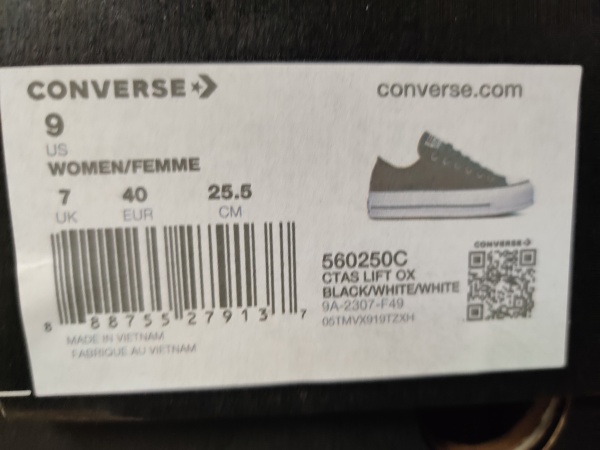 CONVERSE
converse.com
9
US
WOMEN/FEMME
7 40 25.5
UK EUR CM
CONVERSE
560250C
CTAS LIFT OX
BLACK/WHITE/WHITE
9A-2307-F49
05TMVX919TZXH
8 88755 27913 7
MADE IN VIETNAM
FABRIQUE AU VIETNAM